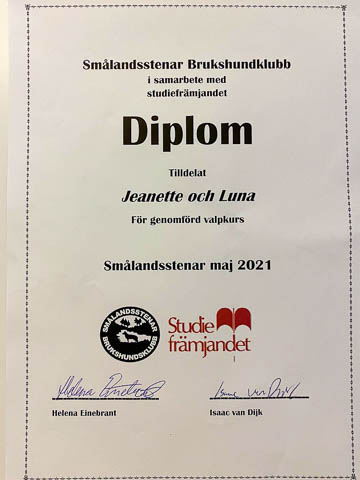 Smålandsstenar Brukshundklubb
i samarbete med
studiefrämjandet
Diplom
Tilldelat
Jeanette och Luna
För genomförd valpkurs
Smålandsstenar maj 2021
SMÅLANDSSTENAR
BRUKSHUNDSKLUBB
Studie
främjandet
Helena Einebrant
Isaac van Dijk